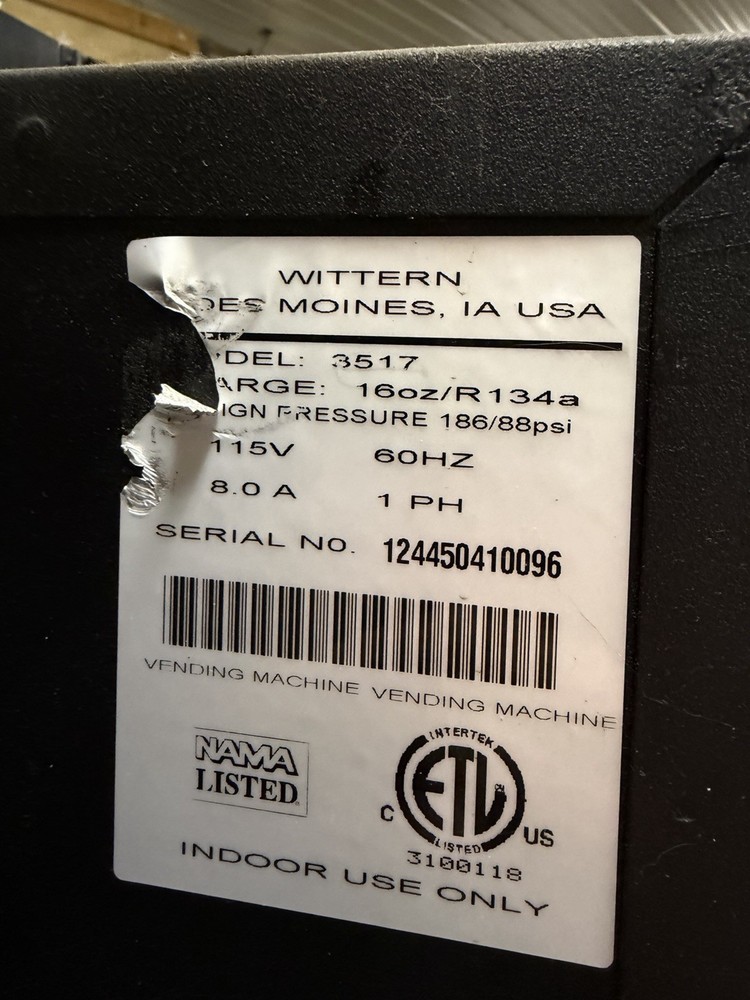 WITTERN
DES MOINES, IA USA
DEL: 3517
ARGE: 16oz/R134a
IGN PRESSURE 186/88psi
115V 60HZ
8.0 A 1 PH
SERIAL NO. 124450410096
VENDING MACHINE VENDING MACHINE
NAMA
LISTED
INTERTEK
ETL
C US
LISTED
3100118
INDOOR USE ONLY